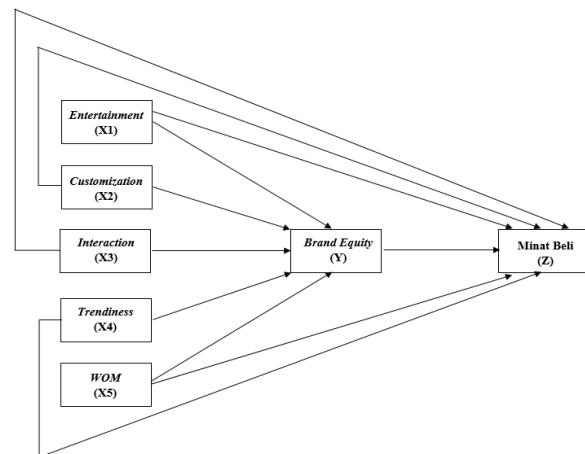 Entertainment
(X1)
Customization
(X2)
Interaction
(X3)
Brand Equity
(Y)
Minat Beli
(Z)
Trendiness
(X4)
WOM
(X5)